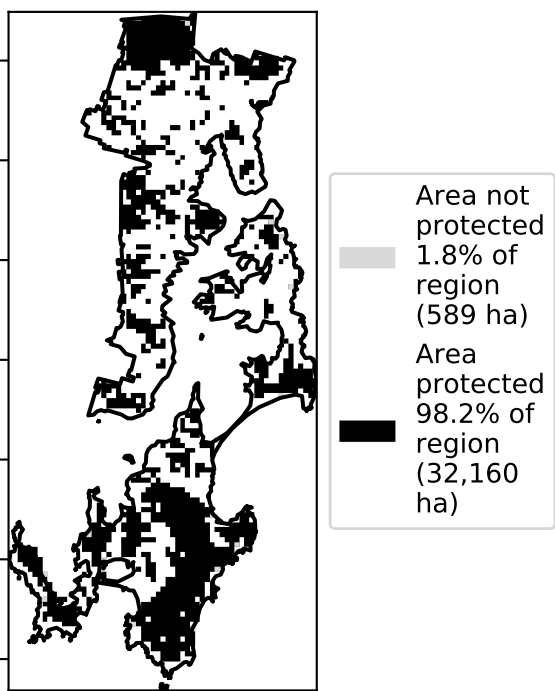 Area not
protected
1.8% of
region
(589 ha)
Area
protected
98.2% of
region
(32,160
ha)